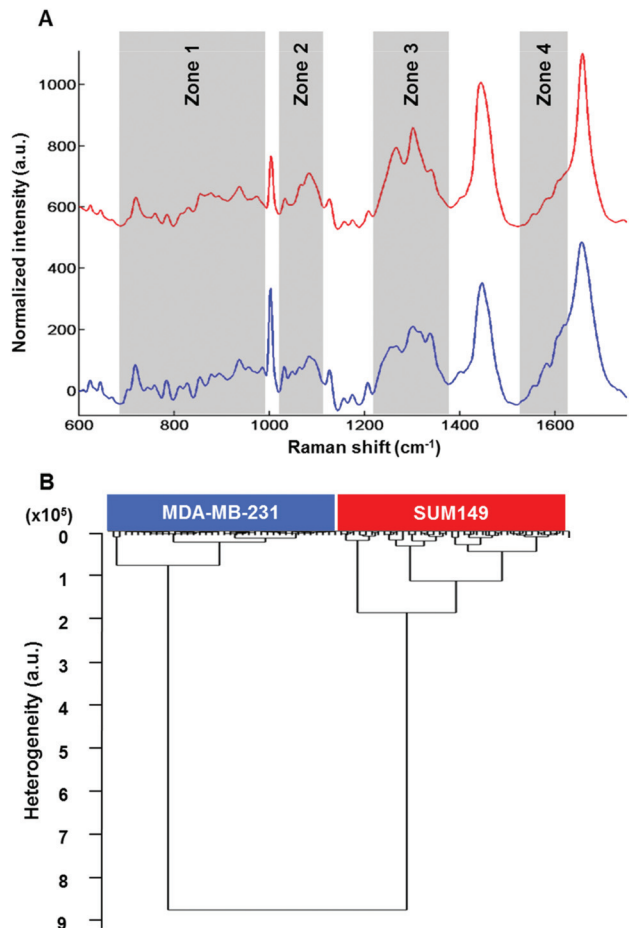 A
Zone 1
Zone 2
Zone 3
Zone 4
Normalized intensity (a.u.)
1000
800
600
400
200
0
600 800 1000 1200 1400 1600
Raman shift (cm⁻¹)
B
(x10⁵)
MDA-MB-231 SUM149
Heterogeneity (a.u.)
0
1
2
3
4
5
6
7
8
9